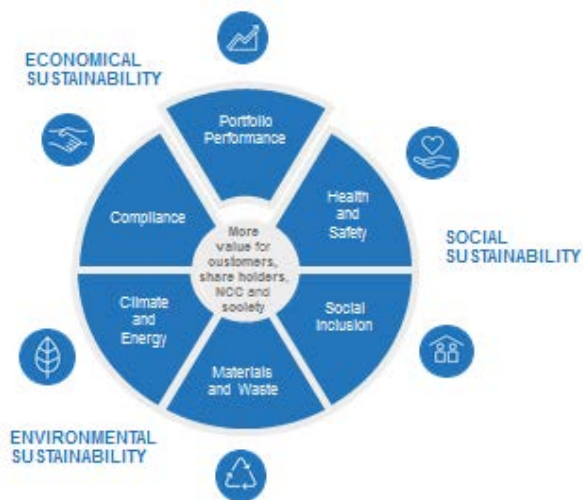 ECONOMICAL
SUSTAINABILITY
Portfolio
Performance
Compliance
Health
and
Safety
More
value for
customers,
share holders,
NCC and
society
SOCIAL
SUSTAINABILITY
Climate
and
Energy
Social
Inclusion
Materials
and Waste
ENVIRONMENTAL
SUSTAINABILITY